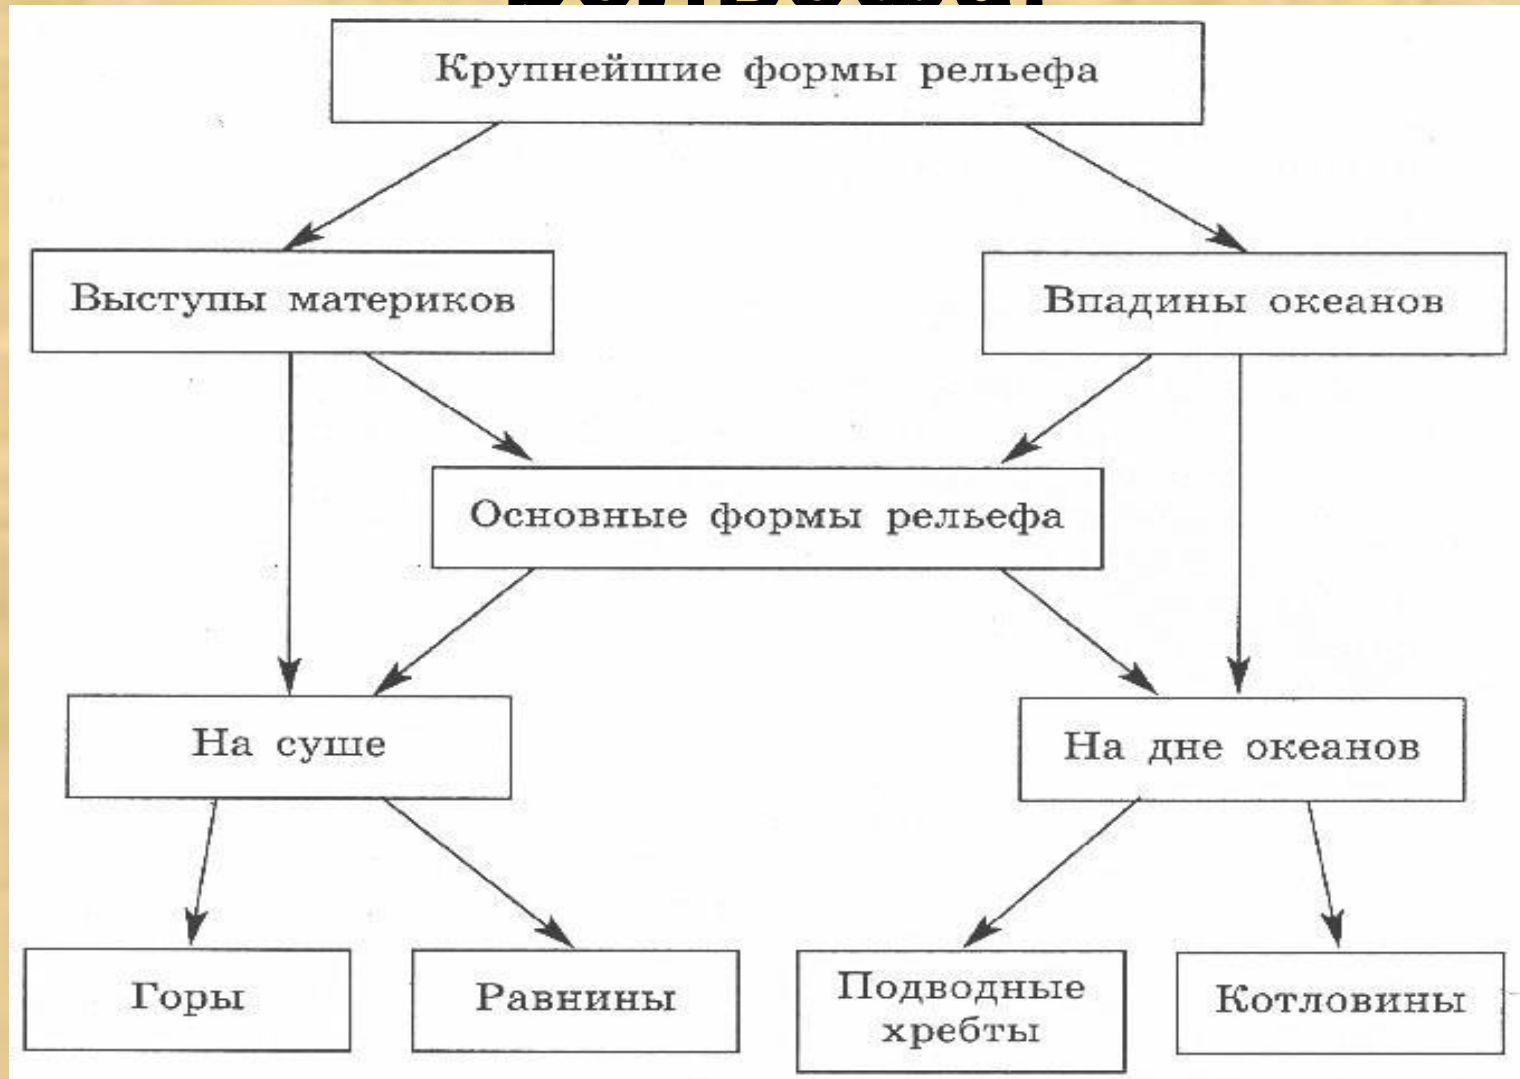 Крупнейшие формы рельефа
Выступы материков
Впадины океанов
Основные формы рельефа
На суше
На дне океанов
Горы
Равнины
Подводные
хребты
Котловины